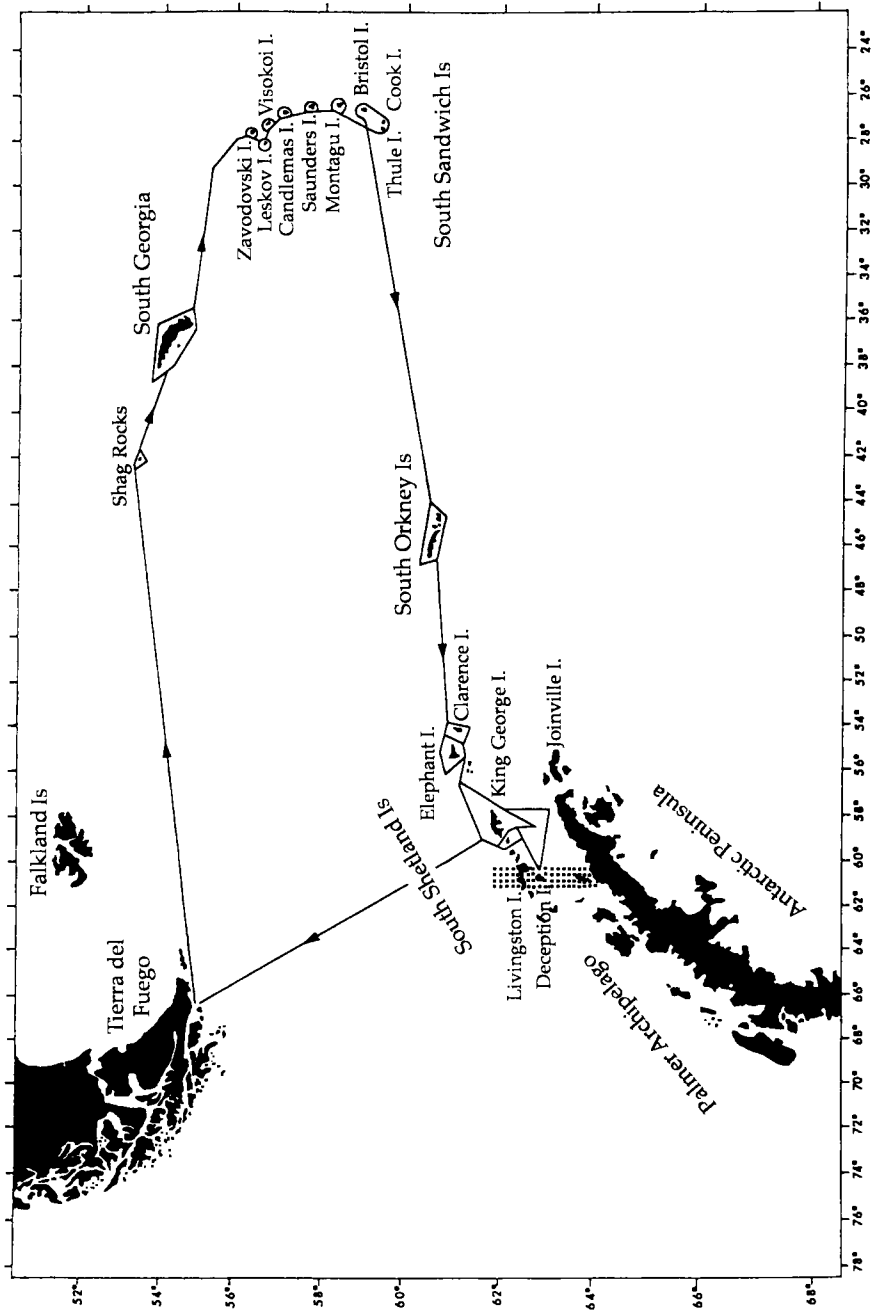 Falkland Is
Tierra del
Fuego
Shag Rocks
South Georgia
Zavodovski I.
Leskov I.
Visokoi I.
Candlemas I.
Saunders I.
Montagu I.
Bristol I.
Thule I.
Cook I.
South Sandwich Is
South Orkney Is
Elephant I.
Clarence I.
King George I.
Joinville I.
South Shetland Is
Livingston I.
Deception I
Palmer Archipelago
Antarctic Peninsula
52°
54°
56°
58°
60°
62°
64°
66°
68°
78° 76° 74° 72° 70° 68° 66° 64° 62° 60° 58° 56° 54° 52° 50 48° 46° 44° 42° 40° 38° 36° 34° 32° 30° 28° 26° 24°